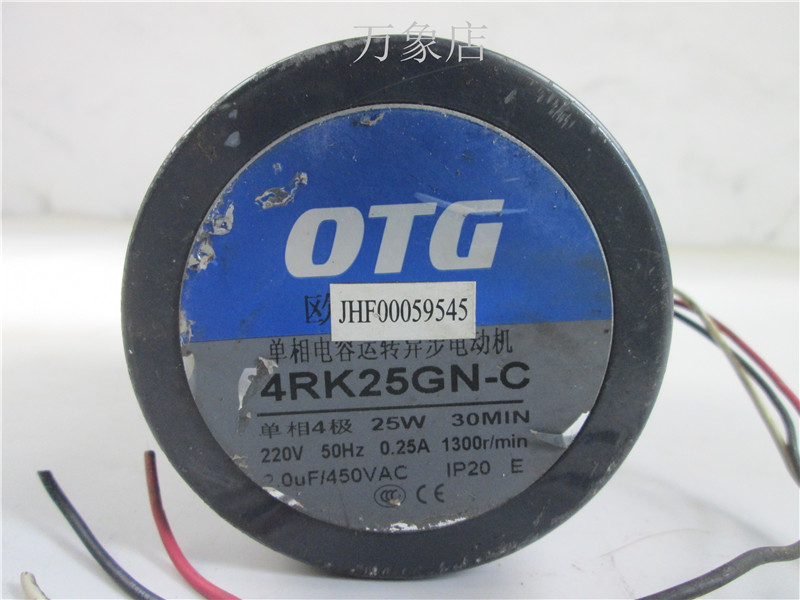 万象店
OTG
欧
JHF00059545
单相电容运转异步电动机
4RK25GN-C
单相4极 25W 30MIN
220V 50Hz 0.25A 1300r/min
2.0uF/450VAC IP20 E
CCC CE